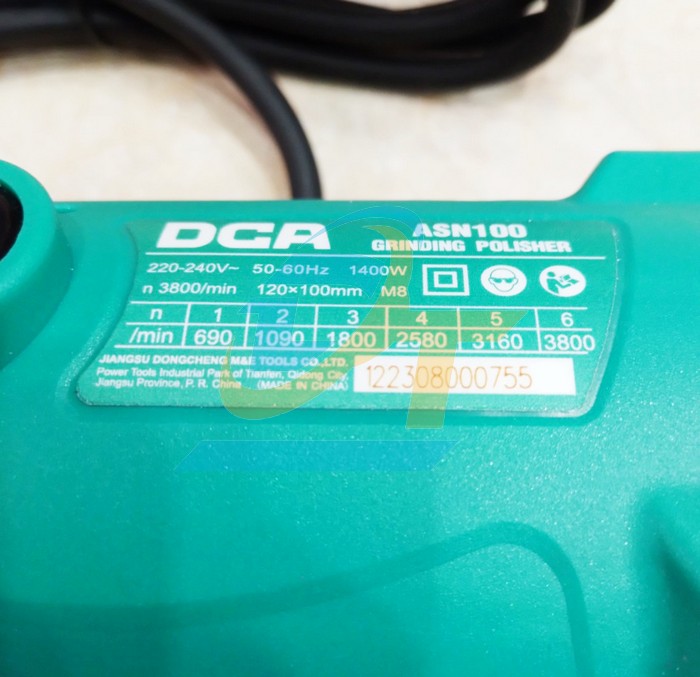 DCA
ASN100
GRINDING POLISHER
220-240V~ 50-60Hz 1400W
n 3800/min 120×100mm M8
n 1 2 3 4 5 6
/min 690 1090 1800 2580 3160 3800
JIANGSU DONGCHENG M&E TOOLS CO.,LTD.
Power Tools Industrial Park of Tianfen, Qidong City,
Jiangsu Province, P. R. China (MADE IN CHINA)
122308000755